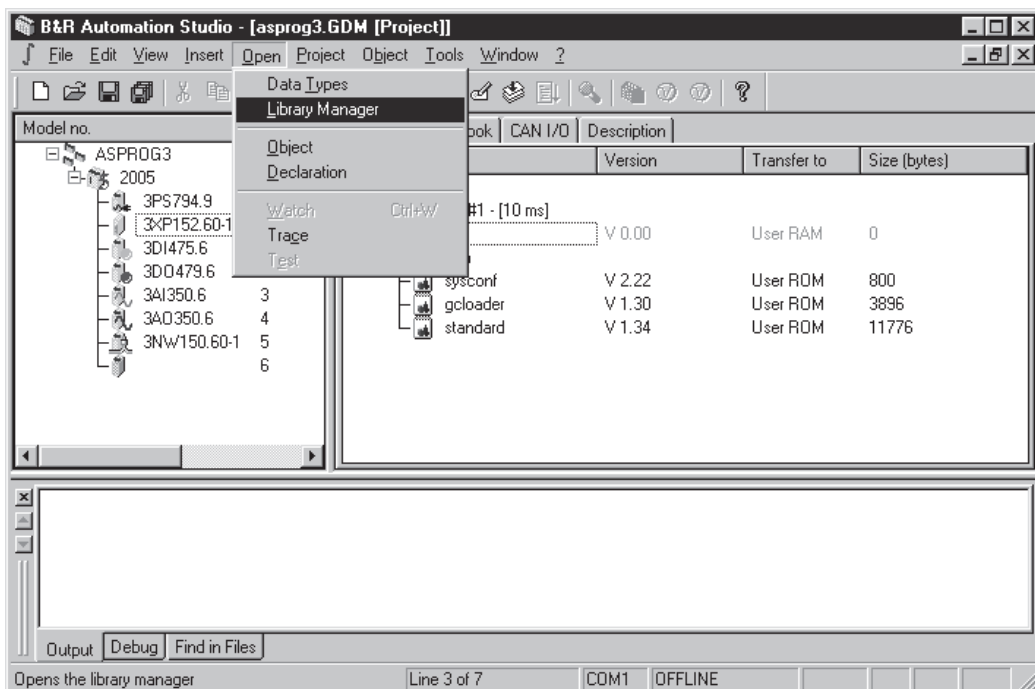 B&R Automation Studio - [asprog3.GDM [Project]]
File Edit View Insert Open Project Object Tools Window ?
Data Types
Library Manager
Object
Declaration
Watch Ctrl+W
Trace
Test
Model no.
ASPROG3
2005
3PS794.9
3XP152.60-1
3DI475.6
3DO479.6
3AI350.6 3
3AO350.6 4
3NW150.60-1 5
6
CAN I/O Description
Version Transfer to Size (bytes)
#1 - [10 ms]
V 0.00 User RAM 0
sysconf V 2.22 User ROM 800
gcloader V 1.30 User ROM 3896
standard V 1.34 User ROM 11776
Output Debug Find in Files
Opens the library manager Line 3 of 7 COM1 OFFLINE